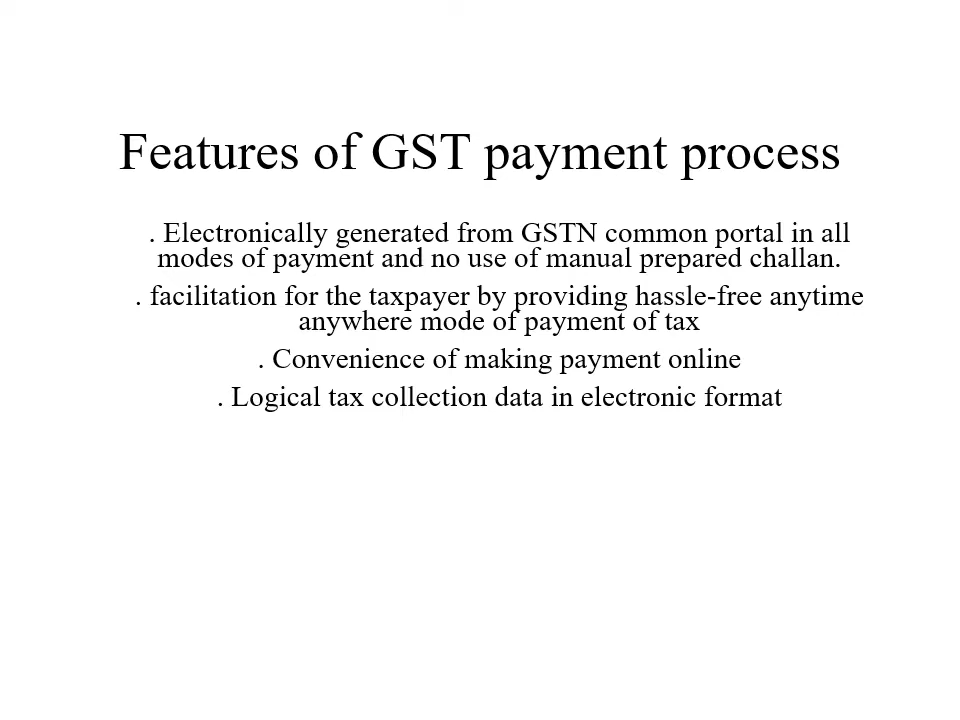 Features of GST payment process
. Electronically generated from GSTN common portal in all
modes of payment and no use of manual prepared challan.
. facilitation for the taxpayer by providing hassle-free anytime
anywhere mode of payment of tax
. Convenience of making payment online
. Logical tax collection data in electronic format